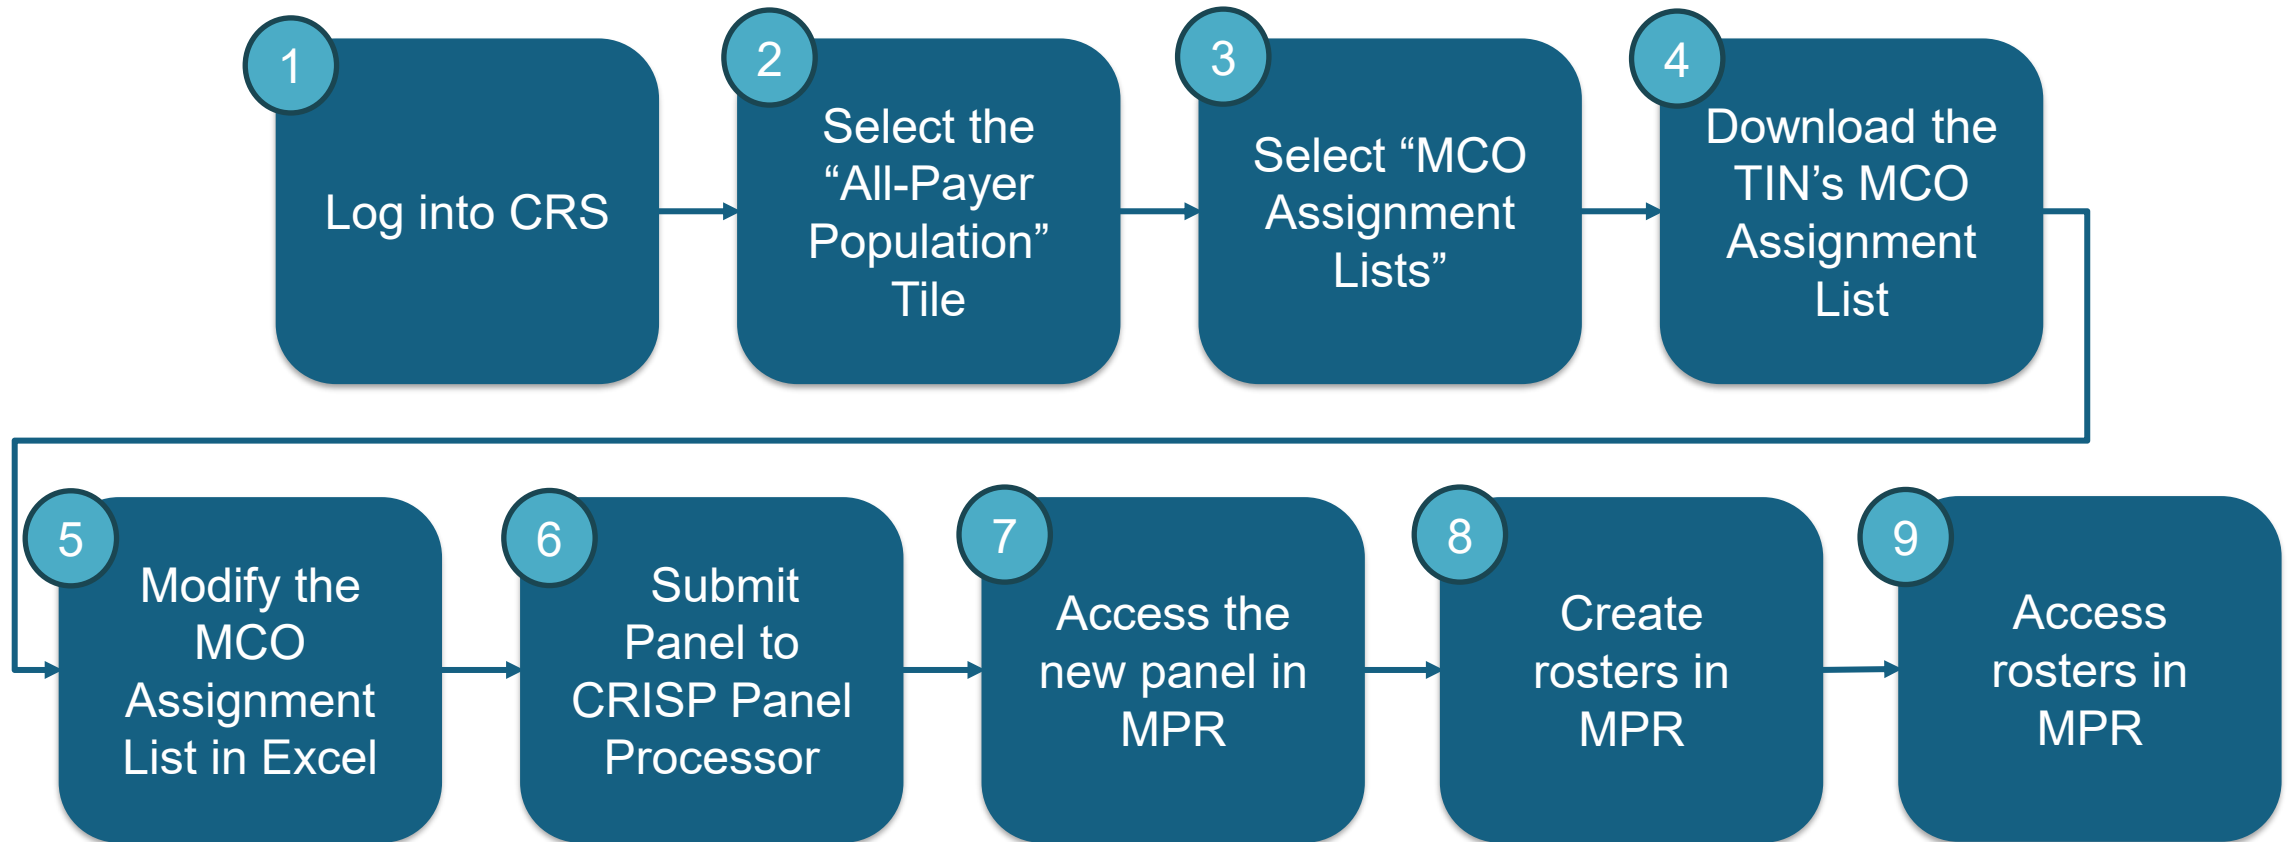 1
Log into CRS
2
Select the
“All-Payer
Population”
Tile
3
Select “MCO
Assignment
Lists”
4
Download the
TIN’s MCO
Assignment
List
5
Modify the
MCO
Assignment
List in Excel
6
Submit
Panel to
CRISP Panel
Processor
7
Access the
new panel in
MPR
8
Create
rosters in
MPR
9
Access
rosters in
MPR